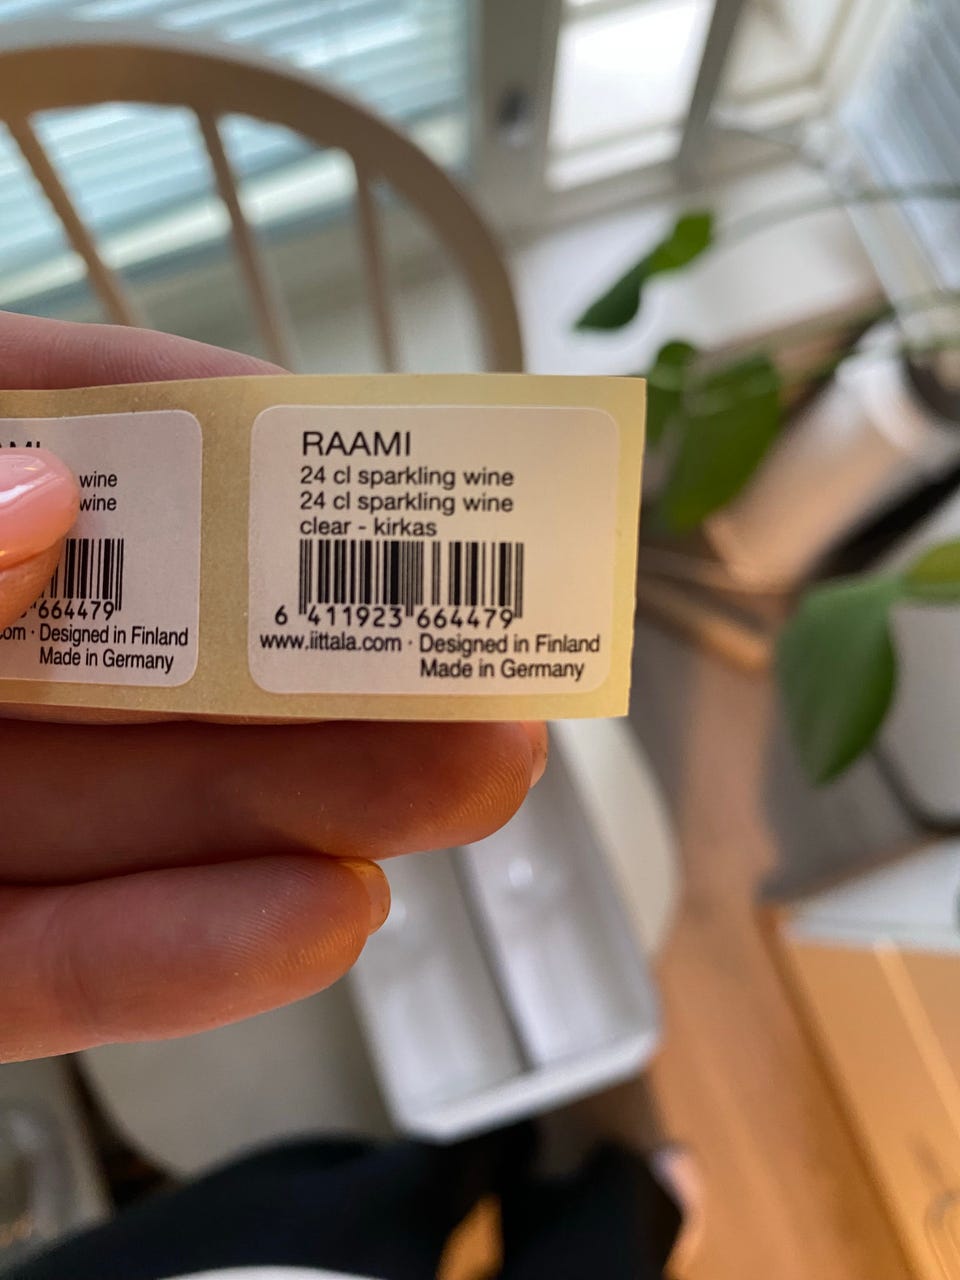 wine
wine
664479
com · Designed in Finland
Made in Germany
RAAMI
24 cl sparkling wine
24 cl sparkling wine
clear - kirkas
6 411923 664479
www.iittala.com · Designed in Finland
Made in Germany